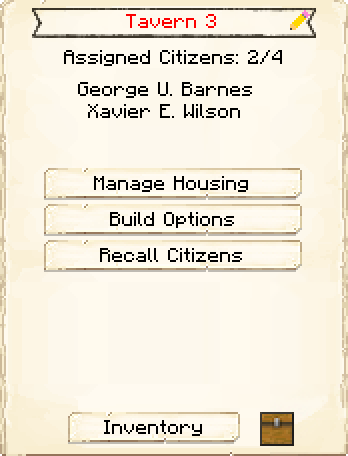 Tavern 3
Assigned Citizens: 2/4
George U. Barnes
Xavier E. Wilson
Manage Housing
Build Options
Recall Citizens
Inventory